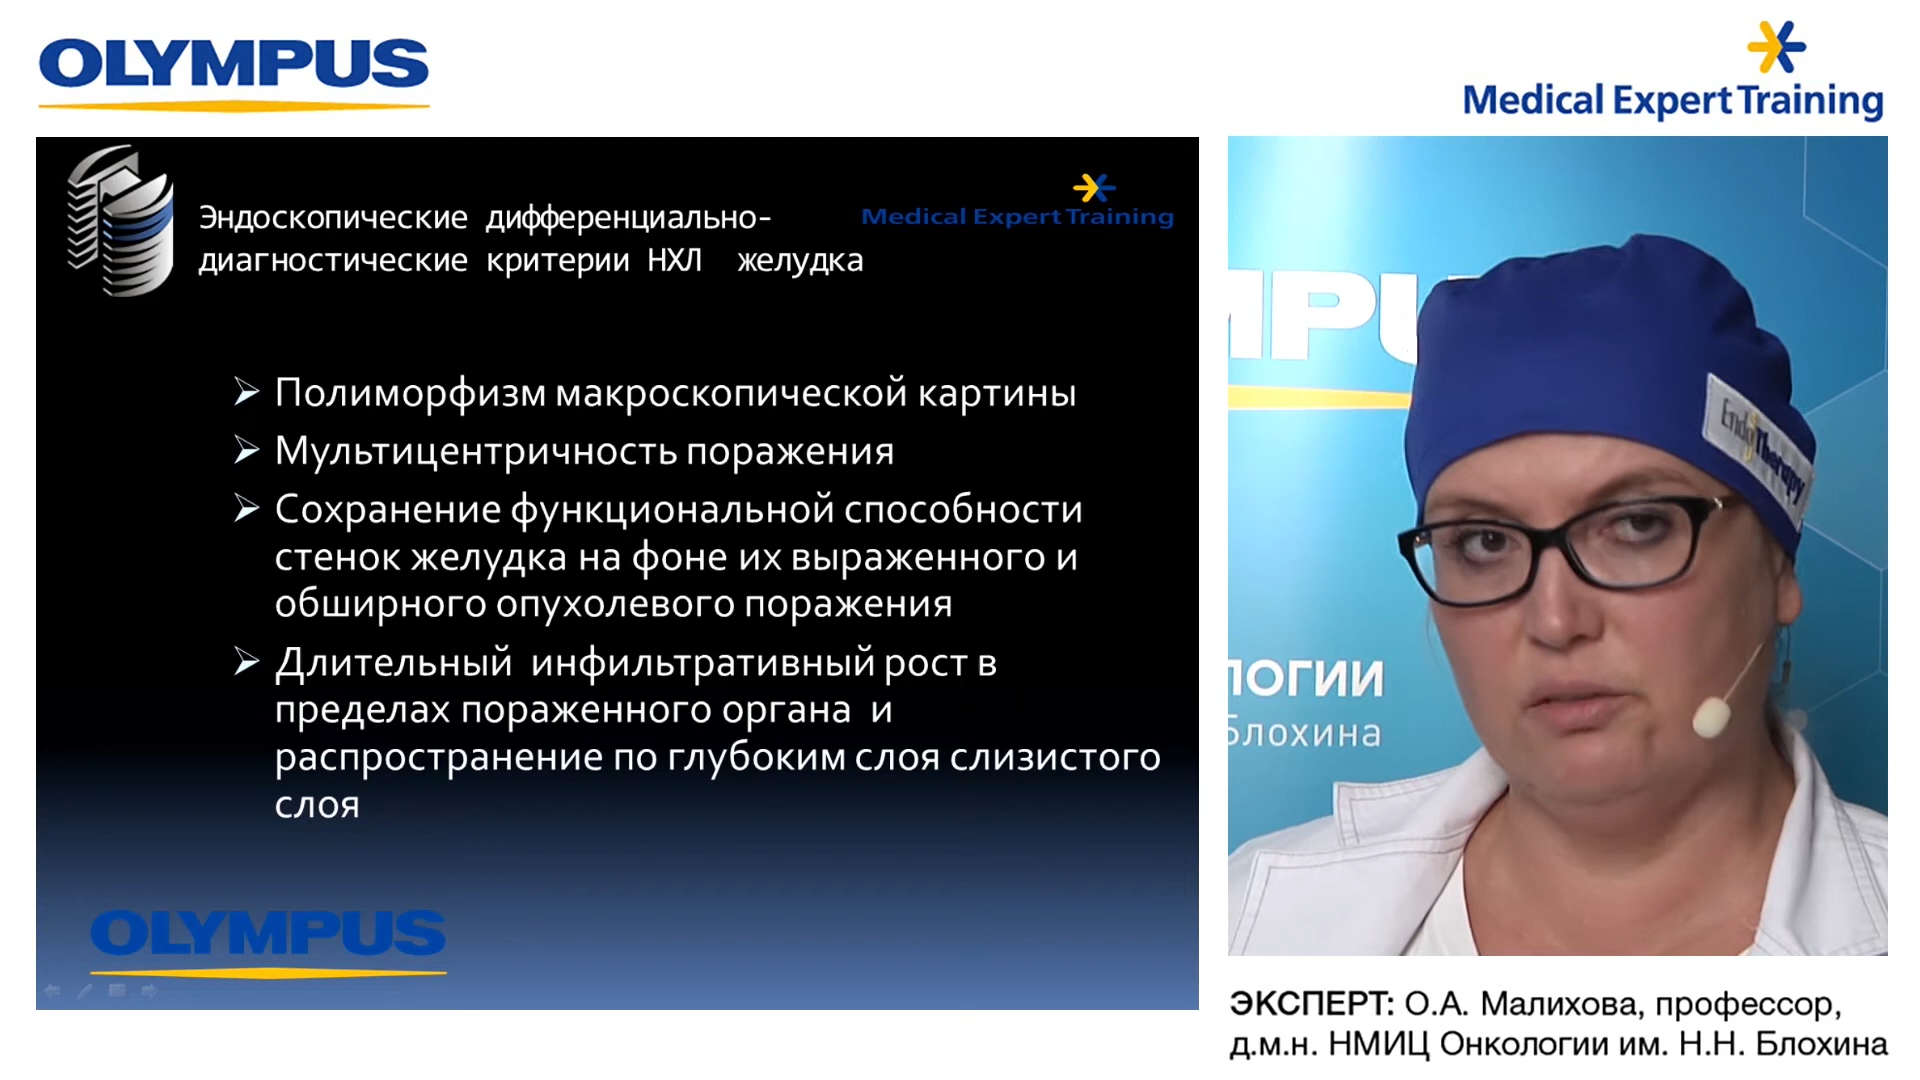 OLYMPUS
Medical Expert Training
Эндоскопические дифференциально-
диагностические критерии НХЛ желудка
Medical Expert Training
Полиморфизм макроскопической картины
Мультицентричность поражения
Сохранение функциональной способности
стенок желудка на фоне их выраженного и
обширного опухолевого поражения
Длительный инфильтративный рост в
пределах пораженного органа и
распространение по глубоким слоя слизистого
слоя
OLYMPUS
MPU
EndoTherapy
ЛОГИИ
Блохина
ЭКСПЕРТ: О.А. Малихова, профессор,
д.м.н. НМИЦ Онкологии им. Н.Н. Блохина